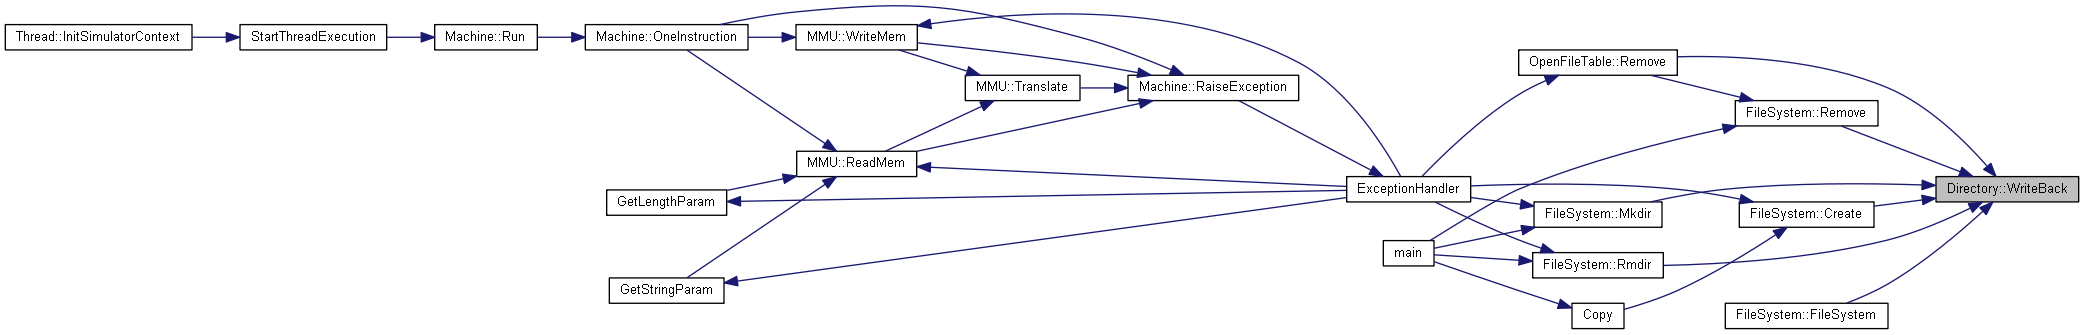 Thread::InitSimulatorContext
StartThreadExecution
Machine::Run
Machine::OneInstruction
MMU::WriteMem
MMU::Translate
Machine::RaiseException
MMU::ReadMem
GetLengthParam
GetStringParam
ExceptionHandler
main
OpenFileTable::Remove
FileSystem::Remove
FileSystem::Mkdir
FileSystem::Create
FileSystem::Rmdir
Copy
FileSystem::FileSystem
Directory::WriteBack